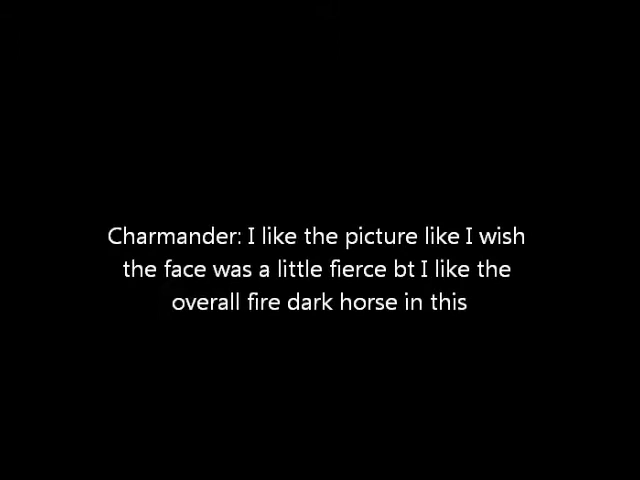 Charmander: I like the picture like I wish
the face was a little fierce bt I like the
overall fire dark horse in this